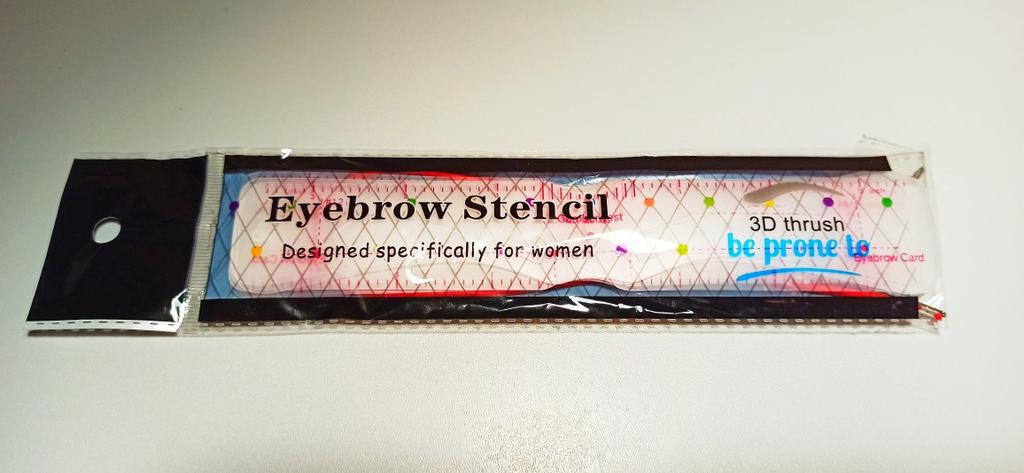 Eyebrow Stencil
Designed specifically for women
3D thrush
be prone to
Eyebrow Card